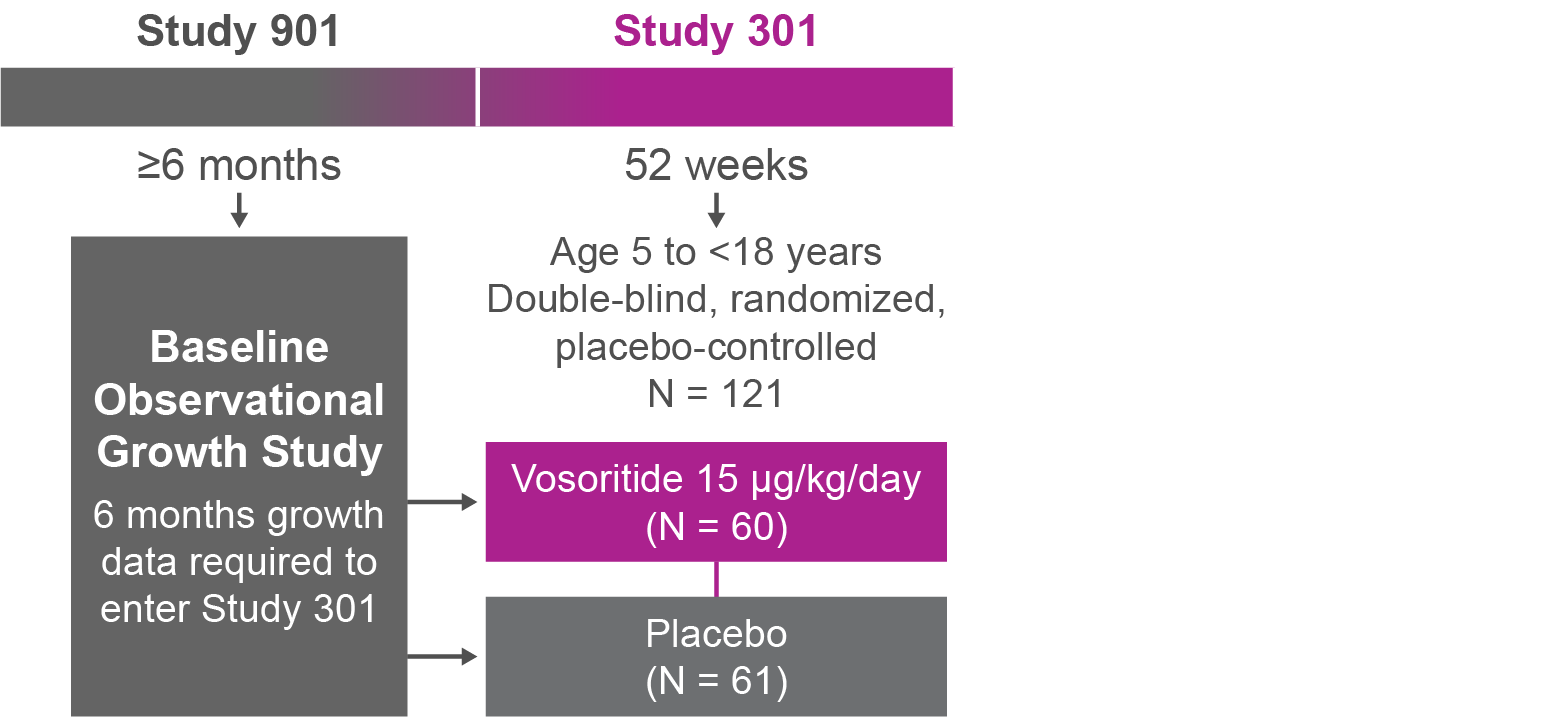 Study 901
Study 301
≥6 months
52 weeks
Baseline
Observational
Growth Study
6 months growth
data required to
enter Study 301
Age 5 to <18 years
Double-blind, randomized,
placebo-controlled
N = 121
Vosoritide 15 µg/kg/day
(N = 60)
Placebo
(N = 61)